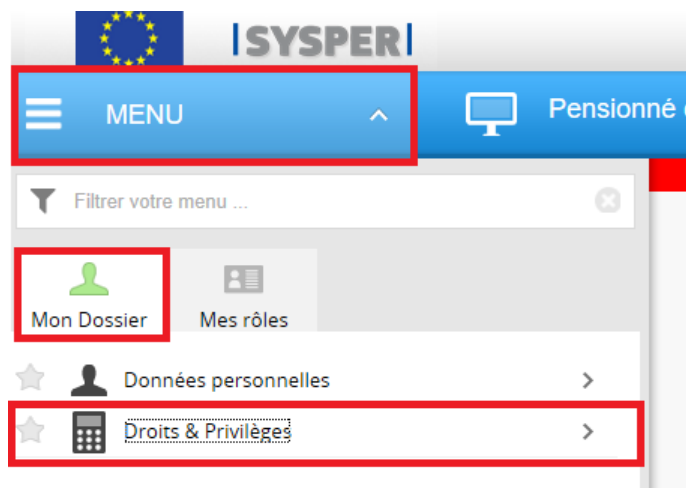 SYSPER
MENU
Pensionné
Filtrer votre menu ...
Mon Dossier
Mes rôles
Données personnelles
Droits & Privilèges